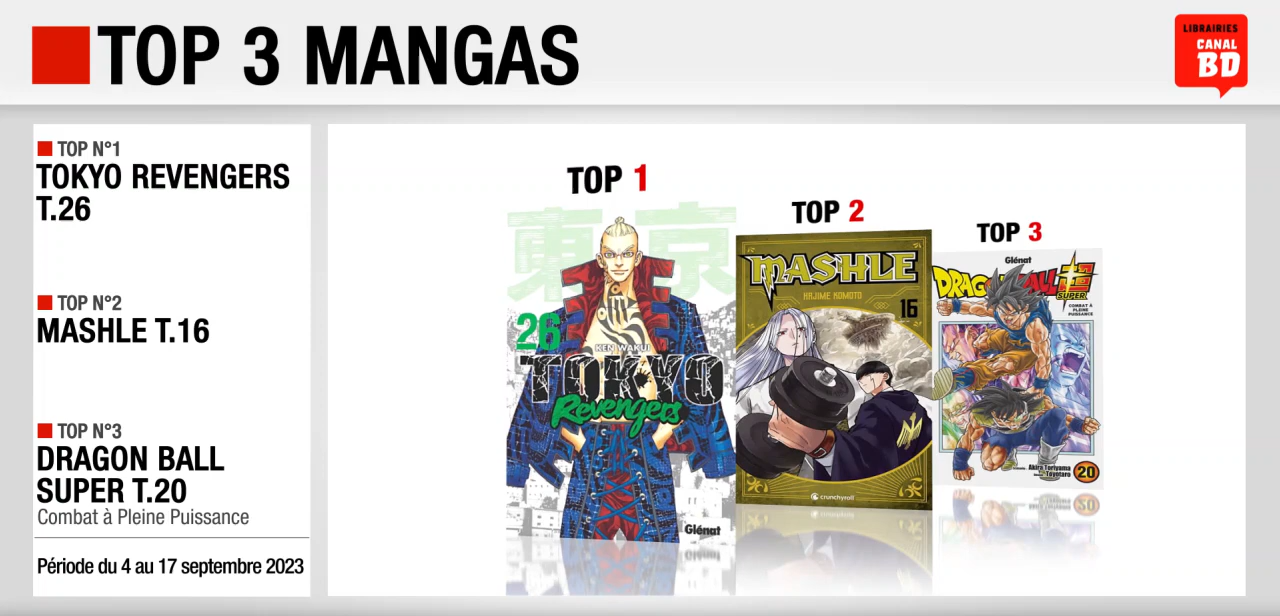 TOP 3 MANGAS
LIBRAIRIES
CANAL
BD
TOP N°1
TOKYO REVENGERS
T.26
TOP N°2
MASHLE T.16
TOP N°3
DRAGON BALL
SUPER T.20
Combat à Pleine Puissance
Période du 4 au 17 septembre 2023
TOP 1
東京
26
KEN WAKUI
TOKYO
Revengers
Glénat
TOP 2
MASHLE
HAJIME KOMOTO
16
crunchyroll
TOP 3
Glénat
DRAGON BALL
SUPER
COMBAT À
PLEINE
PUISSANCE
Akira Toriyama
Toyotaro
20